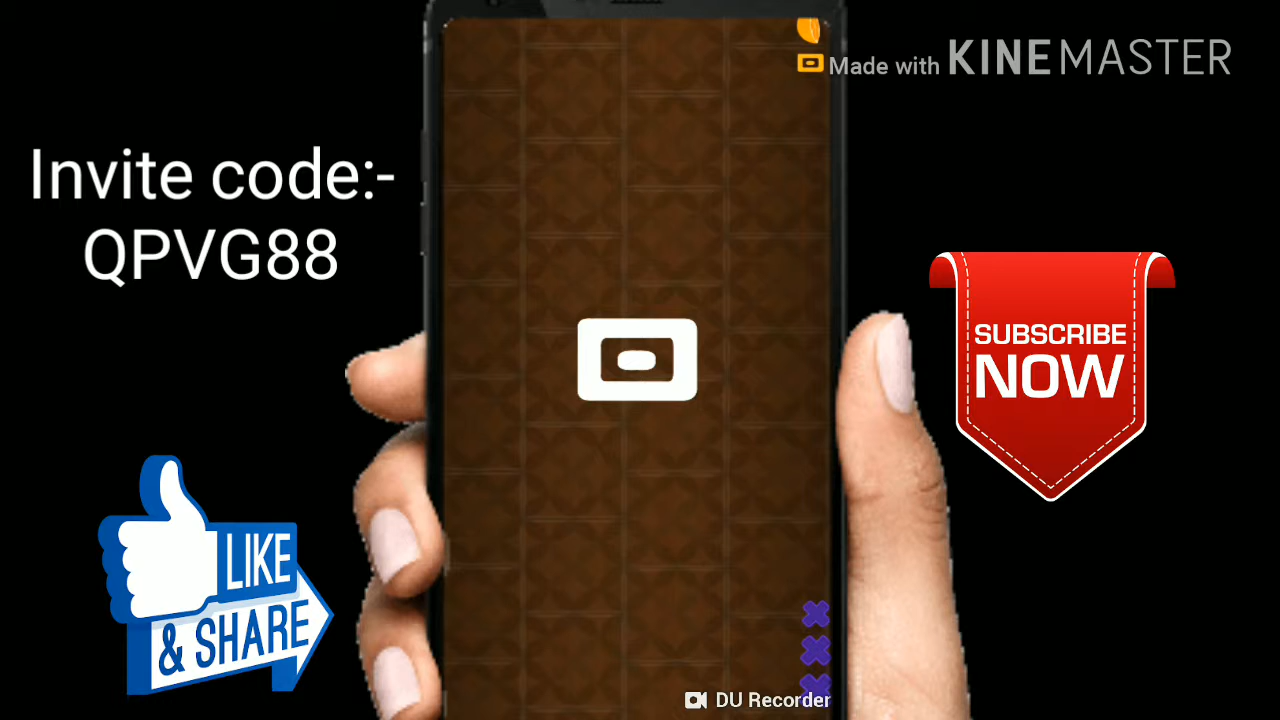 Made with KINEMASTER
Invite code:-
QPVG88
SUBSCRIBE
NOW
LIKE
& SHARE
DU Recorder